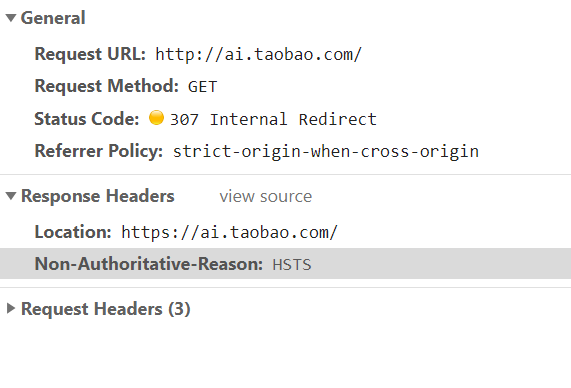 General
Request URL: http://ai.taobao.com/
Request Method: GET
Status Code: 307 Internal Redirect
Referrer Policy: strict-origin-when-cross-origin
Response Headers view source
Location: https://ai.taobao.com/
Non-Authoritative-Reason: HSTS
Request Headers (3)